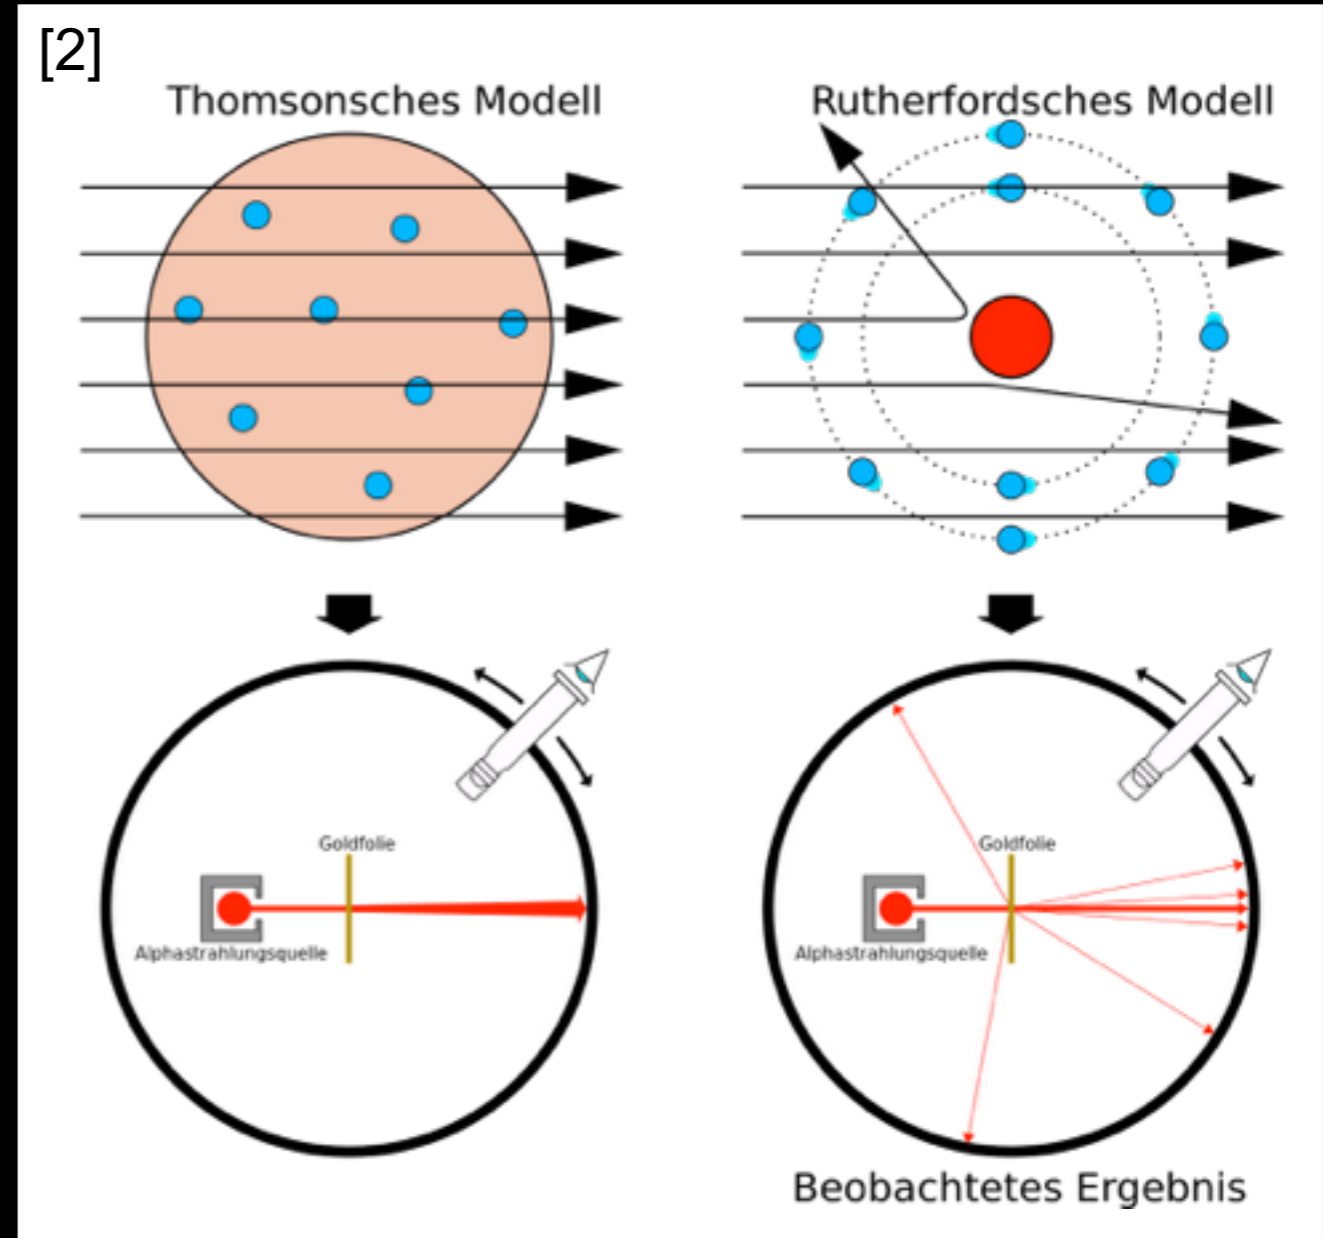 [2]
Thomsonsches Modell
Rutherfordsches Modell
Goldfolie
Alphastrahlungsquelle
Goldfolie
Alphastrahlungsquelle
Beobachtetes Ergebnis